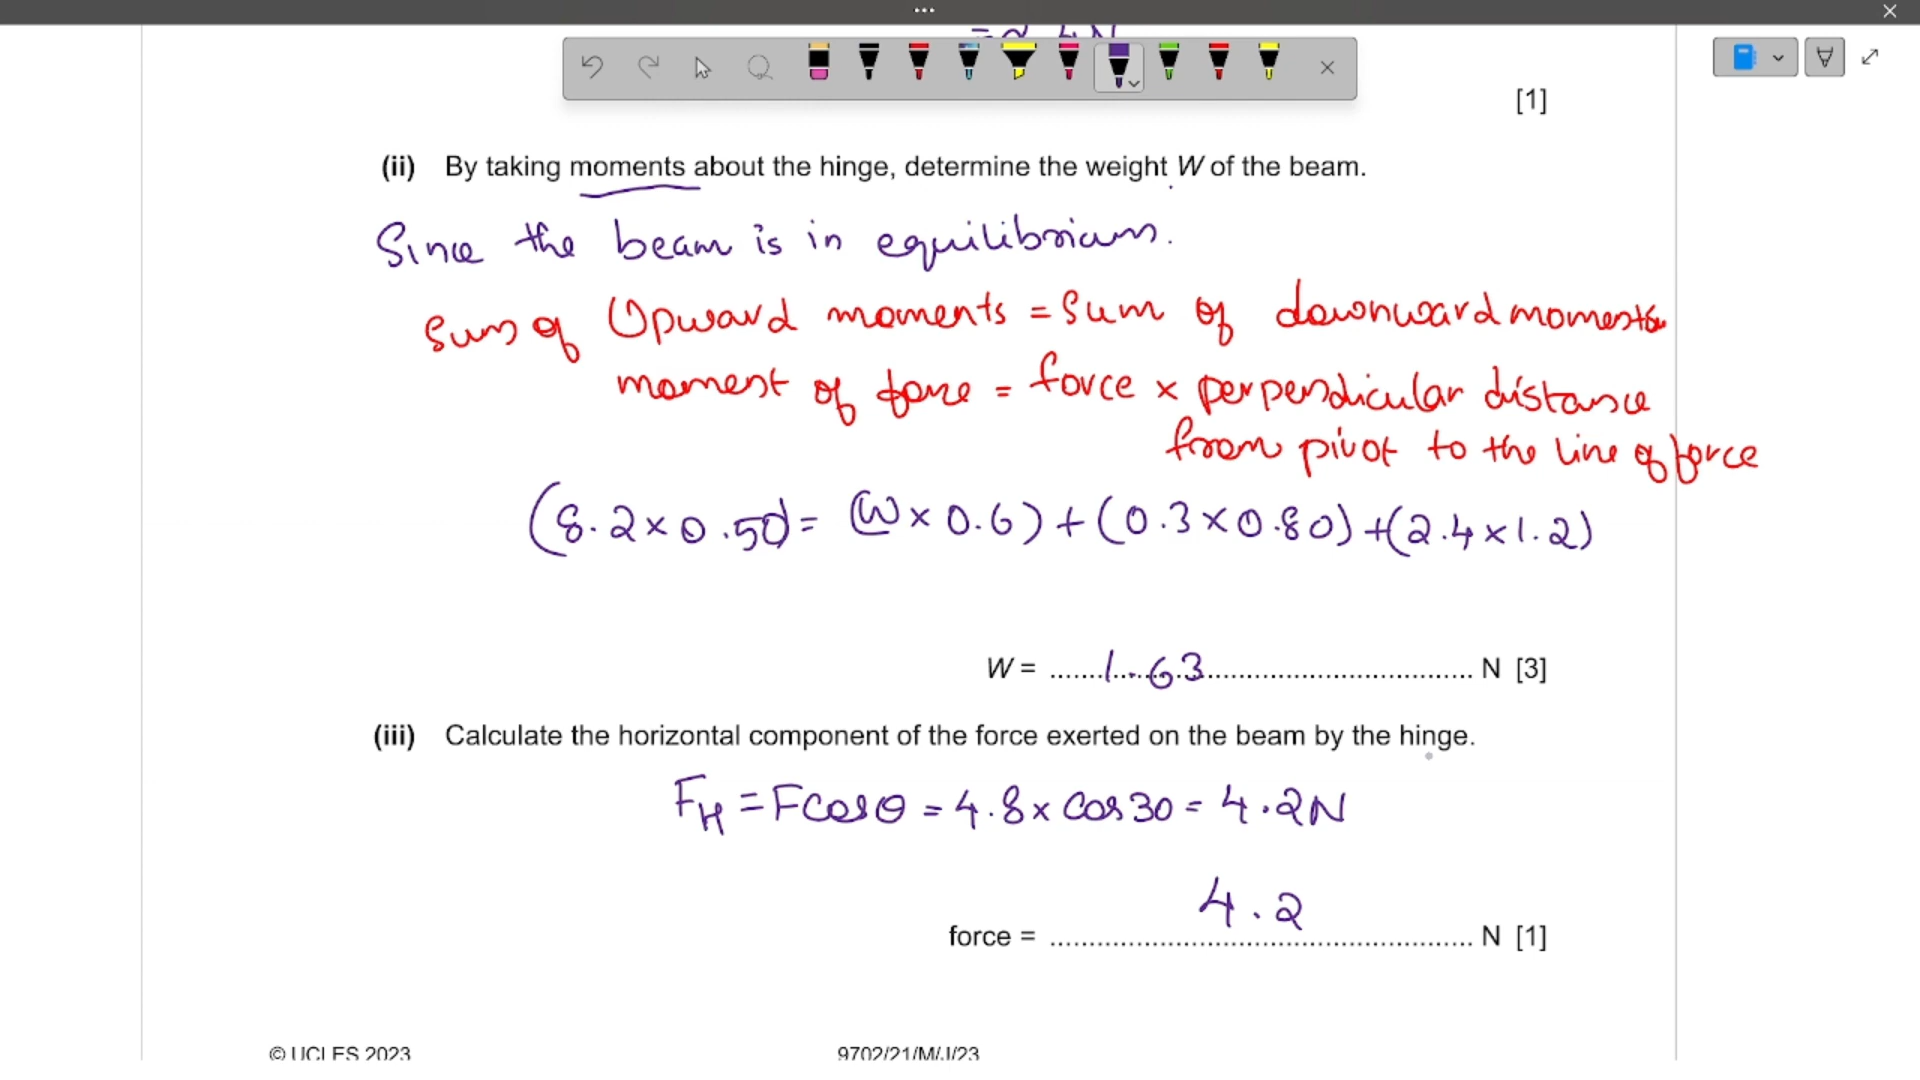 [1]
(ii) By taking moments about the hinge, determine the weight W of the beam.
Since the beam is in equilibrium.
Sum of Upward moments = Sum of downward moments
moment of force = force × perpendicular distance
from pivot to the line of force
(8.2 × 0.50) = (W × 0.6) + (0.3 × 0.80) + (2.4 × 1.2)
W = ......1.63...... N [3]
(iii) Calculate the horizontal component of the force exerted on the beam by the hinge.
F_H = Fcosθ = 4.8 × Cos 30 = 4.2N
4.2
force = ...................................................... N [1]
© UCLES 2023 9702/21/M/J/23